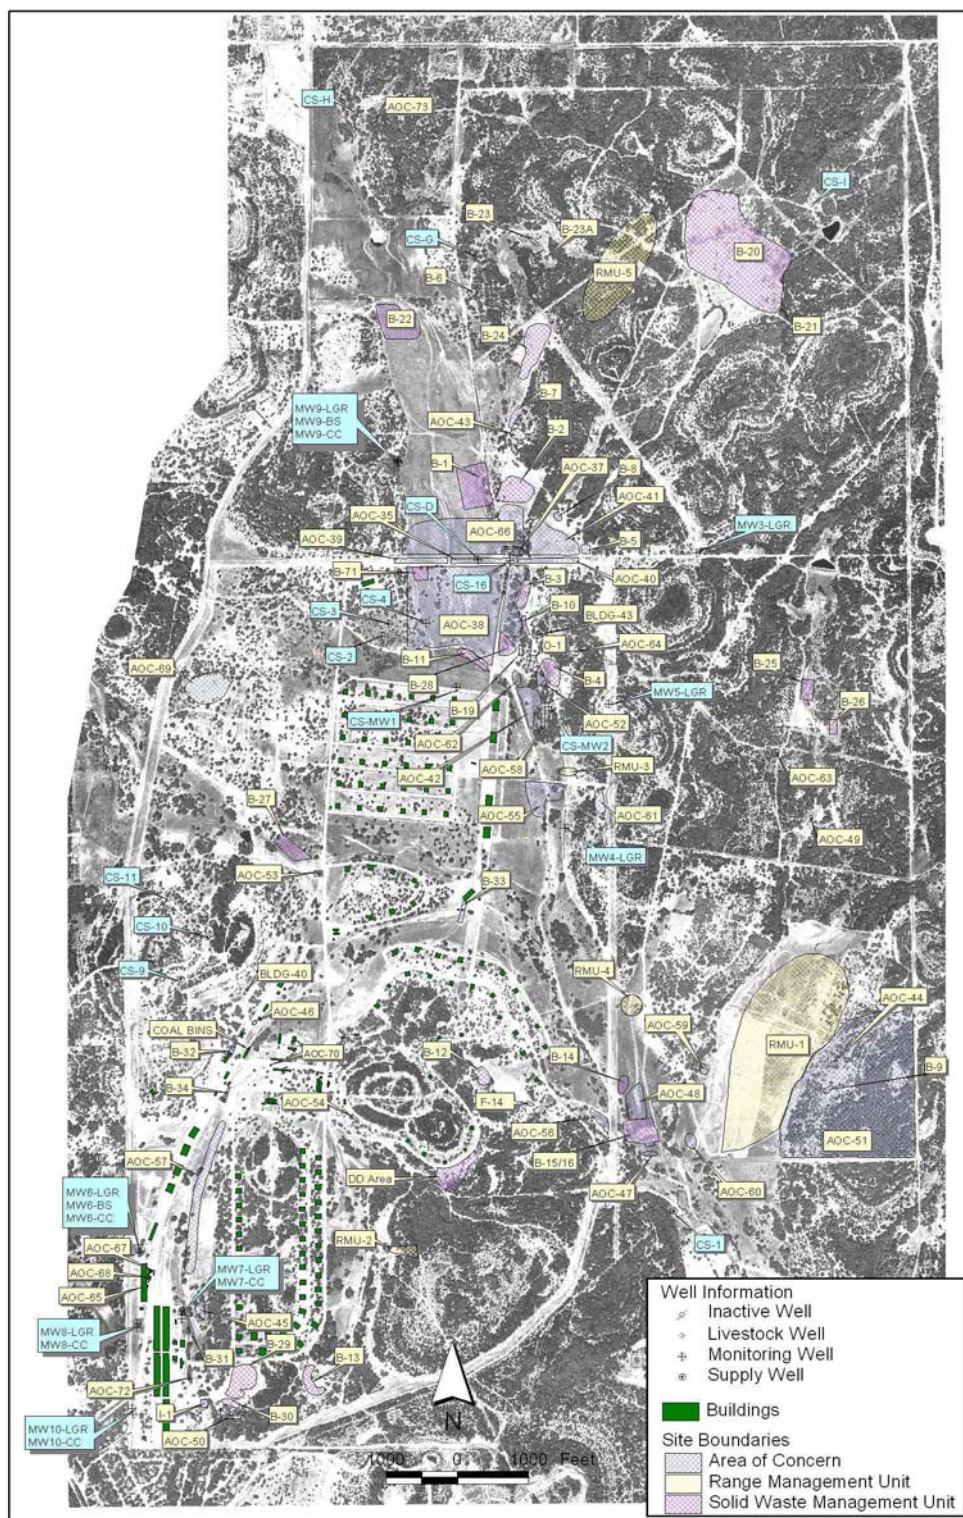 CS-H
AOC-73
CS-I
B-23
B-23A
CS-G
B-20
RMU-5
B-6
B-22
B-21
B-24
MW9-LGR
MW9-BS
MW9-CC
B-7
AOC-43
B-2
B-1
AOC-37
B-8
AOC-41
CS-D
AOC-35
AOC-66
MW3-LGR
AOC-39
B-5
B-71
CS-16
B-3
AOC-40
CS-4
CS-3
B-10
BLDG-43
AOC-38
O-1
AOC-64
CS-2
B-11
AOC-69
B-25
B-28
B-4
MW5-LGR
B-26
B-19
CS-MW1
AOC-52
AOC-62
CS-MW2
AOC-42
AOC-58
RMU-3
AOC-63
B-27
AOC-55
AOC-61
AOC-49
MW4-LGR
AOC-53
CS-11
B-33
CS-10
CS-9
BLDG-40
RMU-4
AOC-44
AOC-46
COAL BINS
AOC-59
RMU-1
B-32
AOC-70
B-12
B-14
B-9
B-34
AOC-54
F-14
AOC-48
AOC-56
AOC-51
AOC-57
DD Area
B-15/16
AOC-47
AOC-60
MW6-LGR
MW6-BS
MW6-CC
CS-1
RMU-2
AOC-67
AOC-68
AOC-65
MW7-LGR
MW7-CC
MW8-LGR
MW8-CC
AOC-45
B-29
B-31
B-13
AOC-72
I-1
B-30
MW10-LGR
MW10-CC
AOC-50
N
1000 0 1000 Feet
Well Information
Inactive Well
Livestock Well
Monitoring Well
Supply Well
Buildings
Site Boundaries
Area of Concern
Range Management Unit
Solid Waste Management Unit